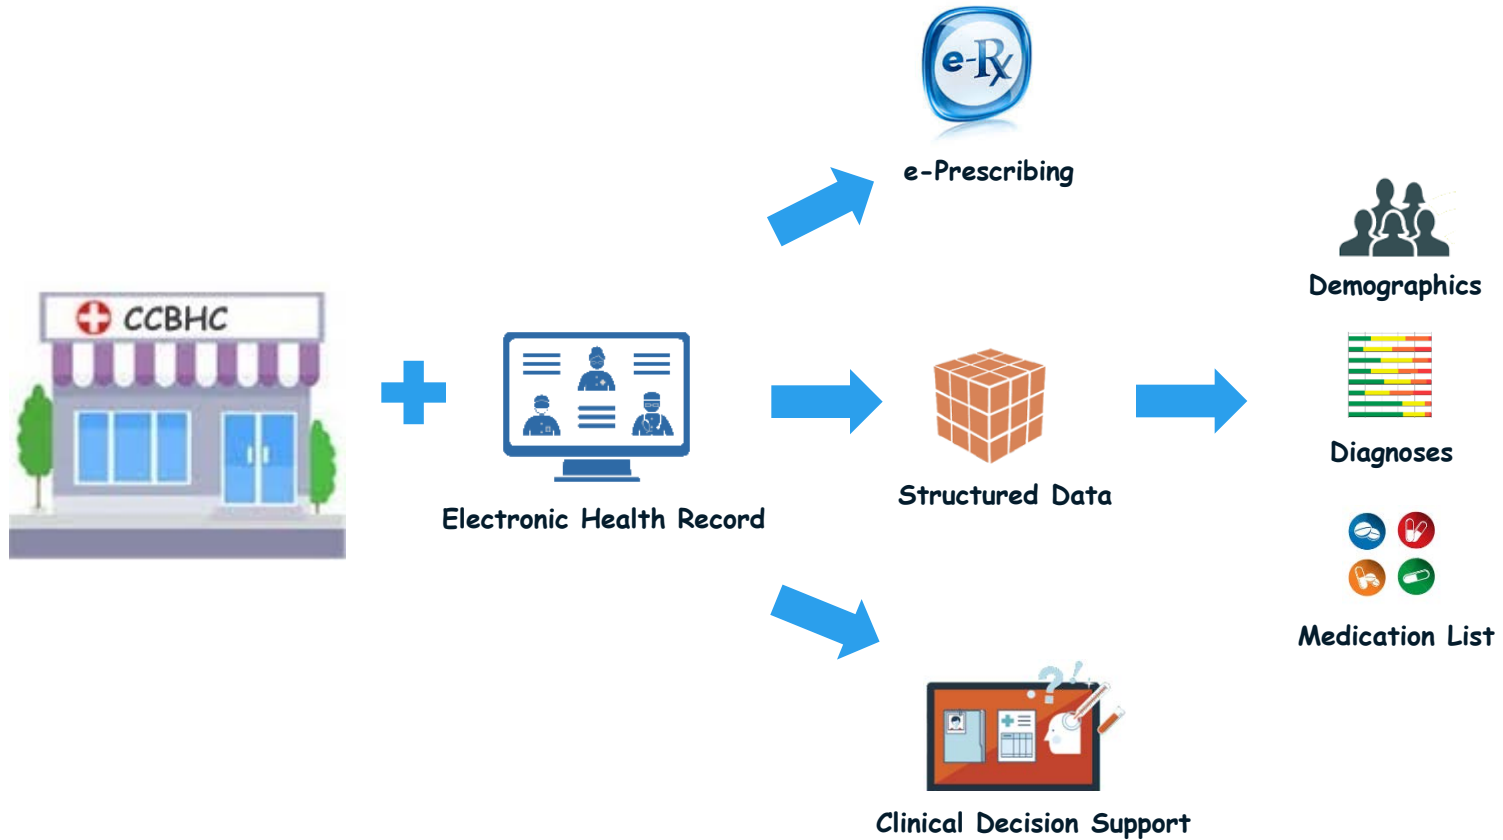 e-Rx
e-Prescribing
Demographics
CCBHC
Diagnoses
Electronic Health Record
Structured Data
Medication List
Clinical Decision Support